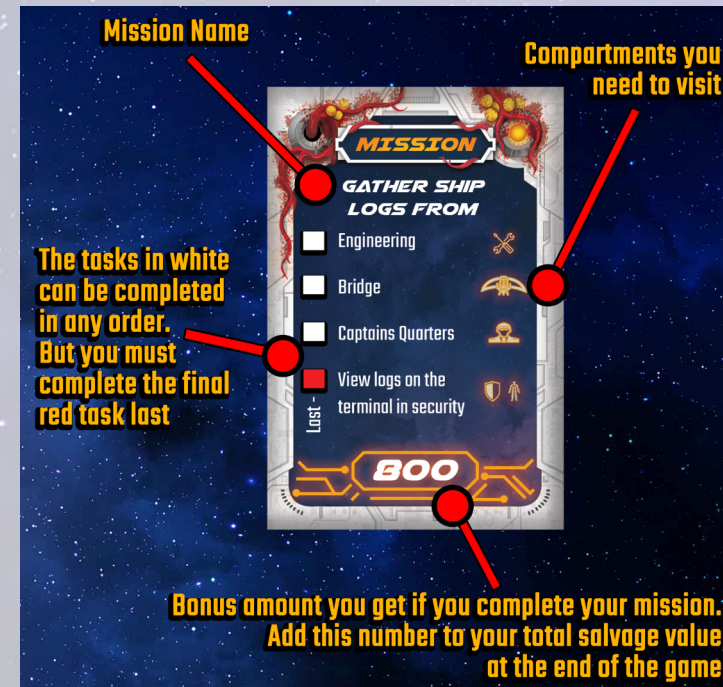 Mission Name
Compartments you
need to visit
MISSION
GATHER SHIP
LOGS FROM
Engineering
Bridge
Captains Quarters
View logs on the
terminal in security
Last -
800
The tasks in white
can be completed
in any order.
But you must
complete the final
red task last
Bonus amount you get if you complete your mission.
Add this number to your total salvage value
at the end of the game